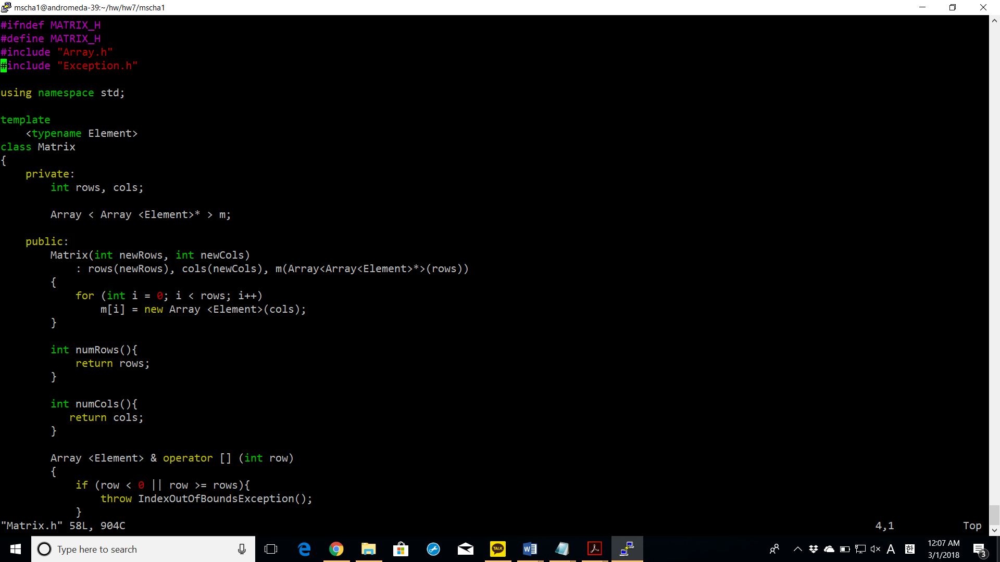 mscha1@andromeda-39:~/hw/hw7/mscha1
#ifndef MATRIX_H
#define MATRIX_H
#include "Array.h"
#include "Exception.h"
using namespace std;
template
    <typename Element>
class Matrix
{
    private:
        int rows, cols;
        Array < Array <Element>* > m;
    public:
        Matrix(int newRows, int newCols)
            : rows(newRows), cols(newCols), m(Array<Array<Element>*>(rows))
        {
            for (int i = 0; i < rows; i++)
                m[i] = new Array <Element>(cols);
        }
        int numRows(){
            return rows;
        }
        int numCols(){
           return cols;
        }
        Array <Element> & operator [] (int row)
        {
            if (row < 0 || row >= rows){
                throw IndexOutOfBoundsException();
            }
"Matrix.h" 58L, 904C 4,1 Top
Type here to search
TALK
A
한
12:07 AM
3/1/2018
3